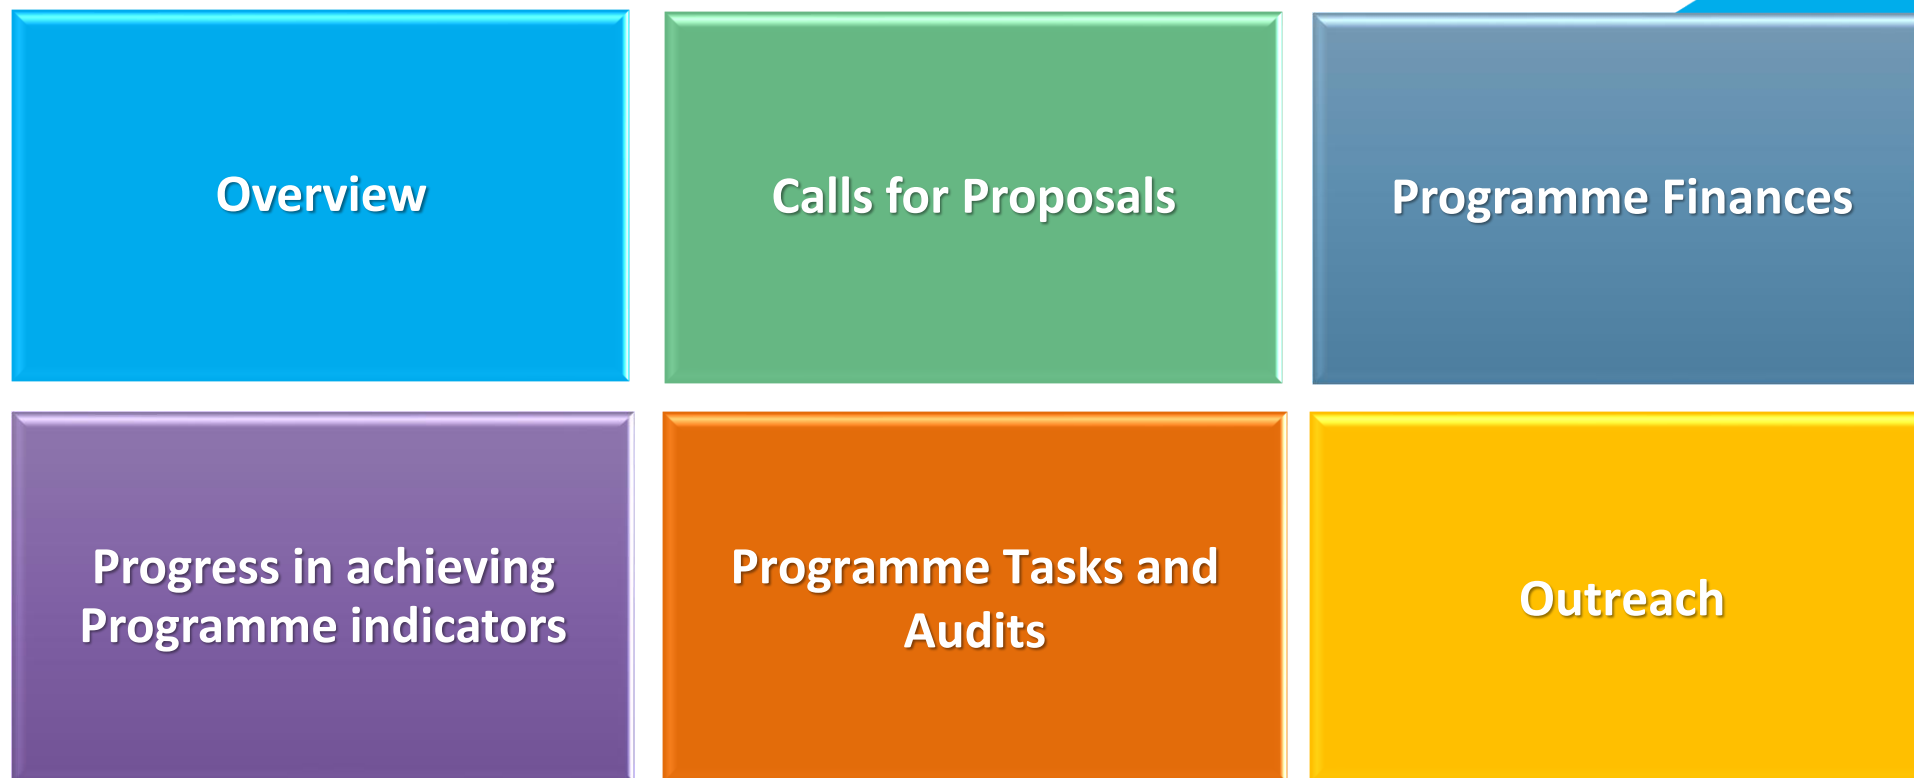 Overview
Calls for Proposals
Programme Finances
Progress in achieving
Programme indicators
Programme Tasks and
Audits
Outreach